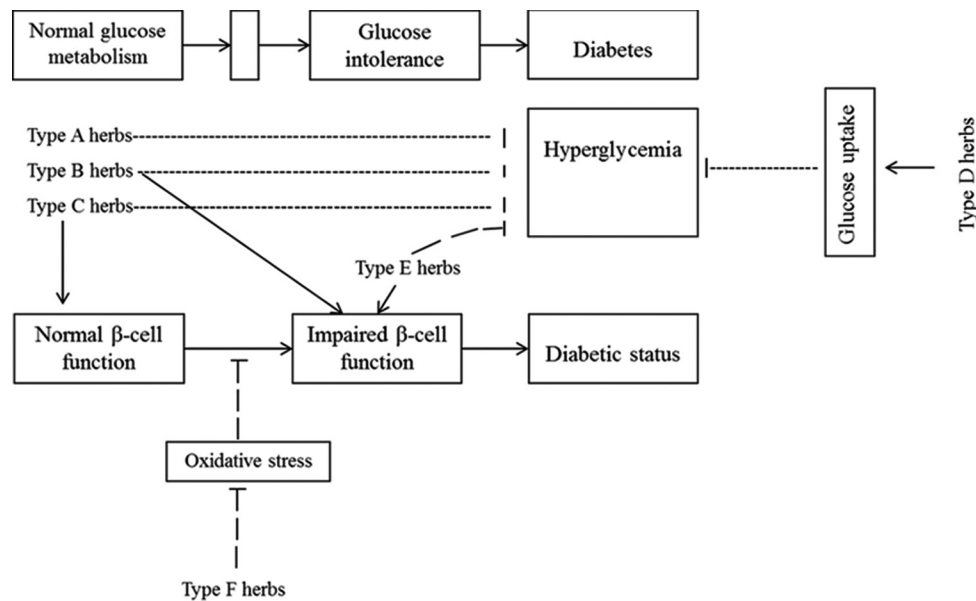 Normal glucose
metabolism
Glucose
intolerance
Diabetes
Type A herbs
Type B herbs
Type C herbs
Hyperglycemia
Glucose uptake
Type D herbs
Type E herbs
Normal β-cell
function
Impaired β-cell
function
Diabetic status
Oxidative stress
Type F herbs